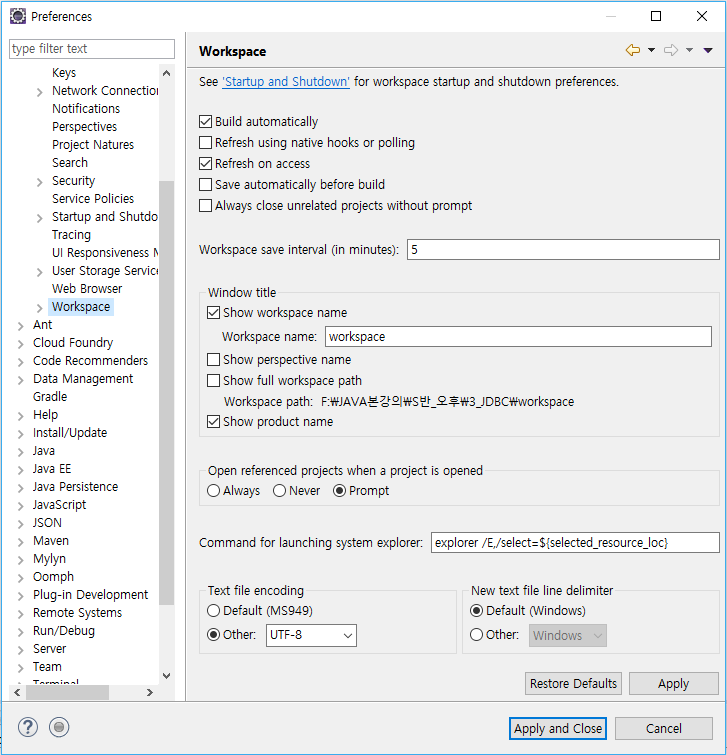 Preferences
type filter text
Keys
Network Connection
Notifications
Perspectives
Project Natures
Search
Security
Service Policies
Startup and Shutdo
Tracing
UI Responsiveness M
User Storage Service
Web Browser
Workspace
Ant
Cloud Foundry
Code Recommenders
Data Management
Gradle
Help
Install/Update
Java
Java EE
Java Persistence
JavaScript
JSON
Maven
Mylyn
Oomph
Plug-in Development
Remote Systems
Run/Debug
Server
Team
Terminal
Workspace
See 'Startup and Shutdown' for workspace startup and shutdown preferences.
Build automatically
Refresh using native hooks or polling
Refresh on access
Save automatically before build
Always close unrelated projects without prompt
Workspace save interval (in minutes): 5
Window title
Show workspace name
Workspace name: workspace
Show perspective name
Show full workspace path
Workspace path: F:₩JAVA본강의₩S반_오후₩3_JDBC₩workspace
Show product name
Open referenced projects when a project is opened
Always Never Prompt
Command for launching system explorer: explorer /E,/select=${selected_resource_loc}
Text file encoding
Default (MS949)
Other: UTF-8
New text file line delimiter
Default (Windows)
Other: Windows
Restore Defaults Apply
? Apply and Close Cancel